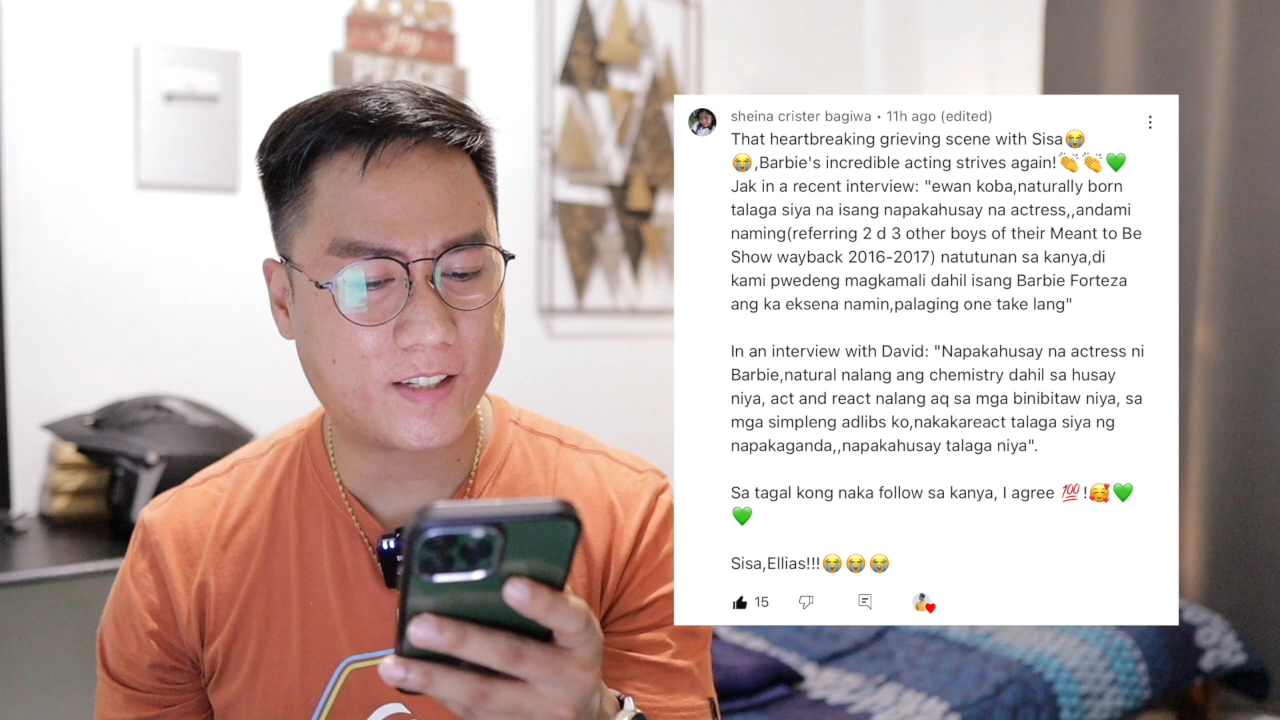 Joy
PEACE
sheina crister bagiwa • 11h ago (edited)
That heartbreaking grieving scene with Sisa😭
😭,Barbie's incredible acting strives again!👏👏💚
Jak in a recent interview: "ewan koba,naturally born
talaga siya na isang napakahusay na actress,,andami
naming(referring 2 d 3 other boys of their Meant to Be
Show wayback 2016-2017) natutunan sa kanya,di
kami pwedeng magkamali dahil isang Barbie Forteza
ang ka eksena namin,palaging one take lang"
In an interview with David: "Napakahusay na actress ni
Barbie,natural nalang ang chemistry dahil sa husay
niya, act and react nalang aq sa mga binibitaw niya, sa
mga simpleng adlibs ko,nakakareact talaga siya ng
napakaganda,,napakahusay talaga niya".
Sa tagal kong naka follow sa kanya, I agree 💯!🥰💚
💚
Sisa,Ellias!!!😭😭😭
15